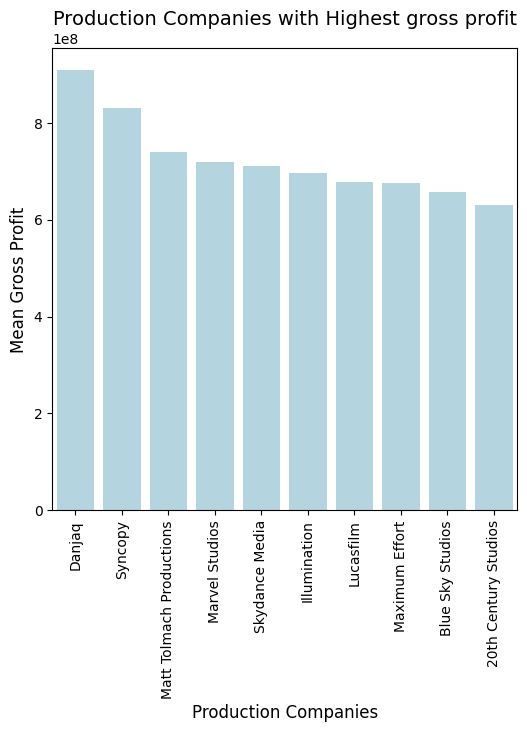 Production Companies with Highest gross profit
1e8
8
6
4
2
0
Mean Gross Profit
Danjaq
Syncopy
Matt Tolmach Productions
Marvel Studios
Skydance Media
Illumination
Lucasfilm
Maximum Effort
Blue Sky Studios
20th Century Studios
Production Companies